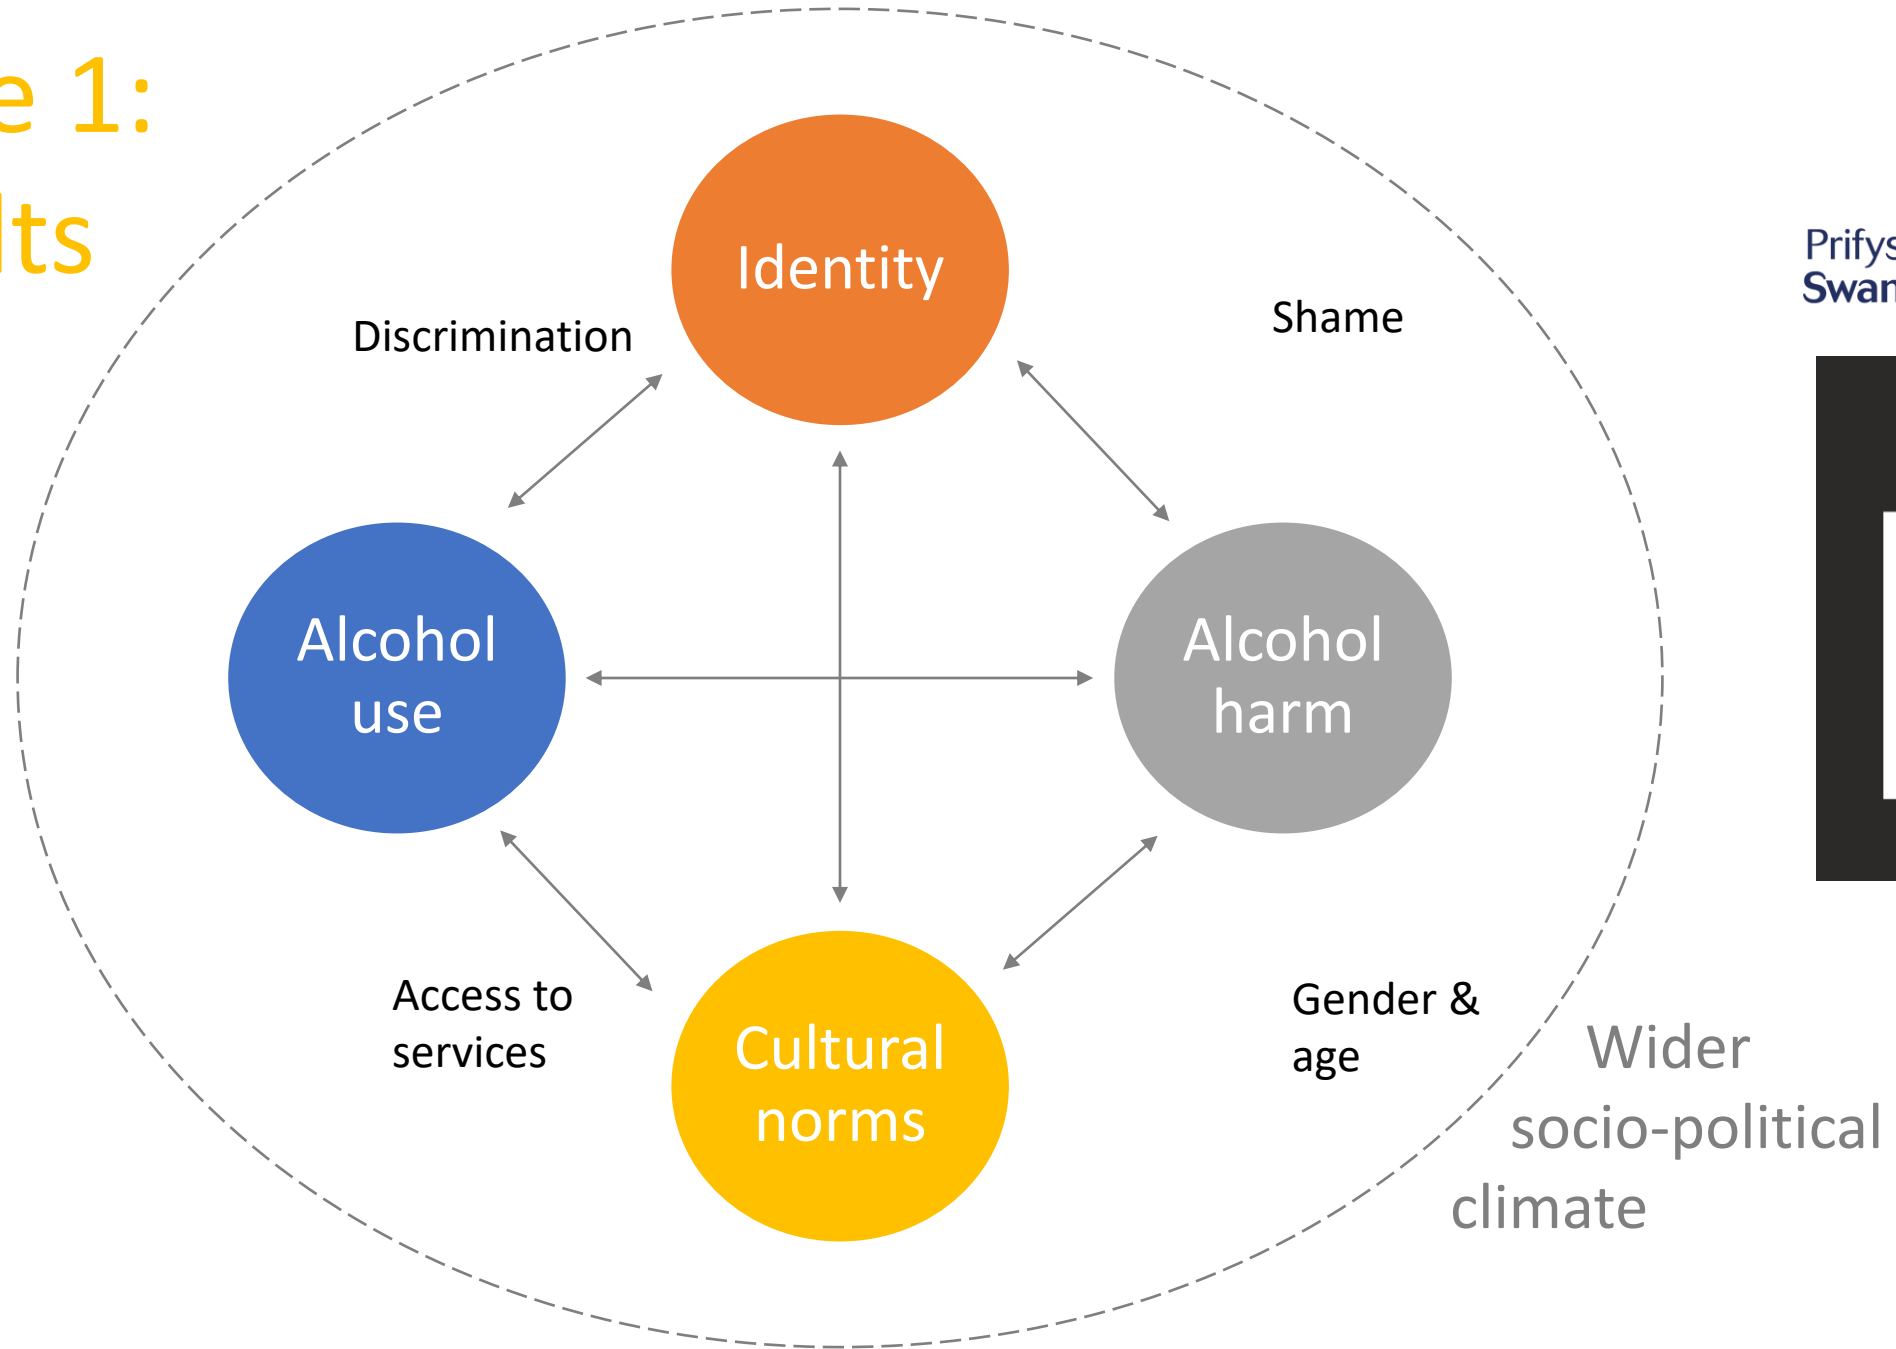 e 1:
lts
Identity
Discrimination
Shame
Prifys
Swan
Alcohol
use
Alcohol
harm
Access to
services
Cultural
norms
Gender &
age
Wider
socio-political
climate